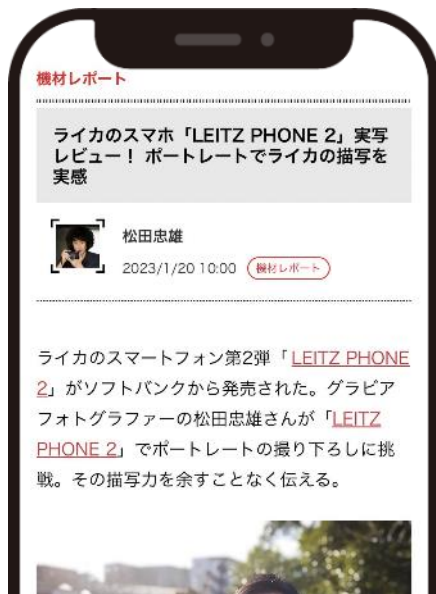 機材レポート
ライカのスマホ「LEITZ PHONE 2」実写
レビュー！ ポートレートでライカの描写を
実感
松田忠雄
2023/1/20 10:00 機材レポート
ライカのスマートフォン第2弾「 LEITZ PHONE
2」がソフトバンクから発売された。グラビア
フォトグラファーの松田忠雄さんが「LEITZ
PHONE 2」でポートレートの撮り下ろしに挑
戦。その描写力を余すことなく伝える。